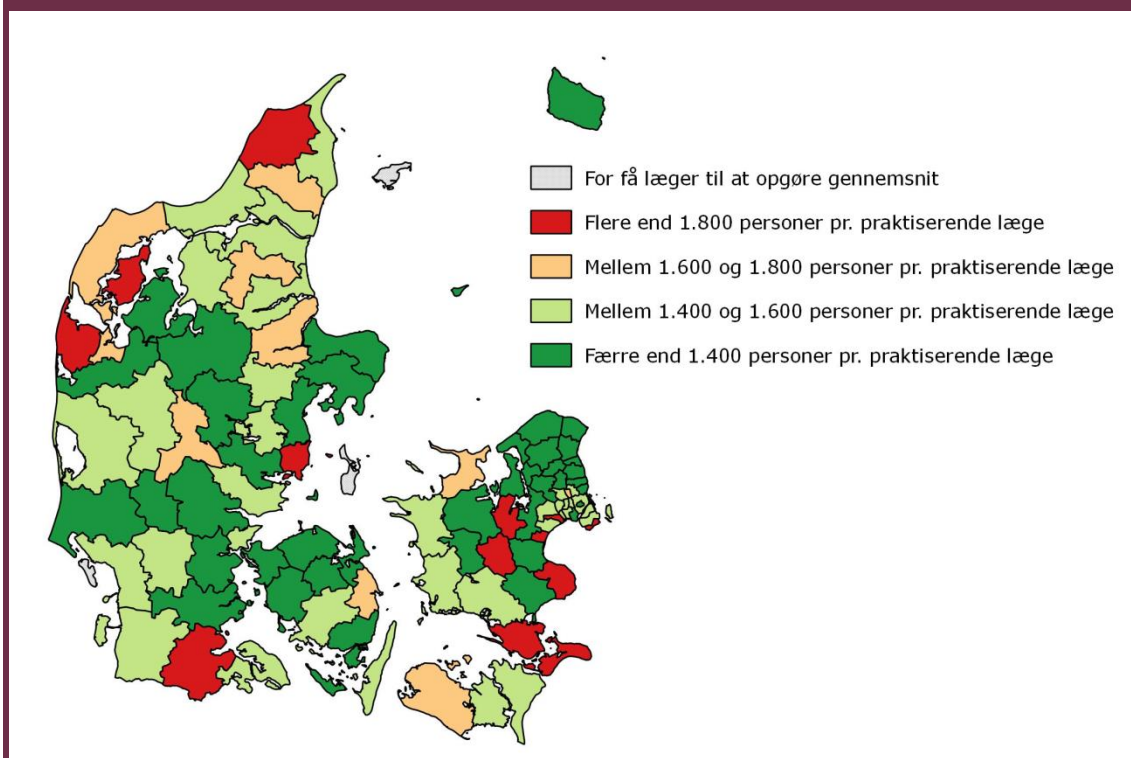 For få læger til at opgøre gennemsnit
Flere end 1.800 personer pr. praktiserende læge
Mellem 1.600 og 1.800 personer pr. praktiserende læge
Mellem 1.400 og 1.600 personer pr. praktiserende læge
Færre end 1.400 personer pr. praktiserende læge